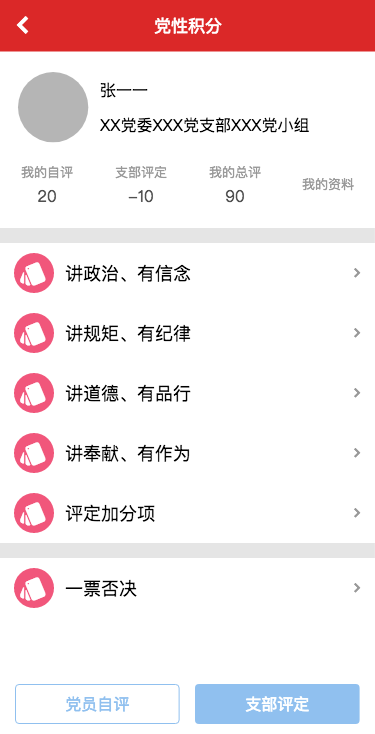 党性积分
张一一
XX党委XXX党支部XXX党小组
我的自评 支部评定 我的总评 我的资料
20 –10 90
讲政治、有信念
讲规矩、有纪律
讲道德、有品行
讲奉献、有作为
评定加分项
一票否决
党员自评 支部评定